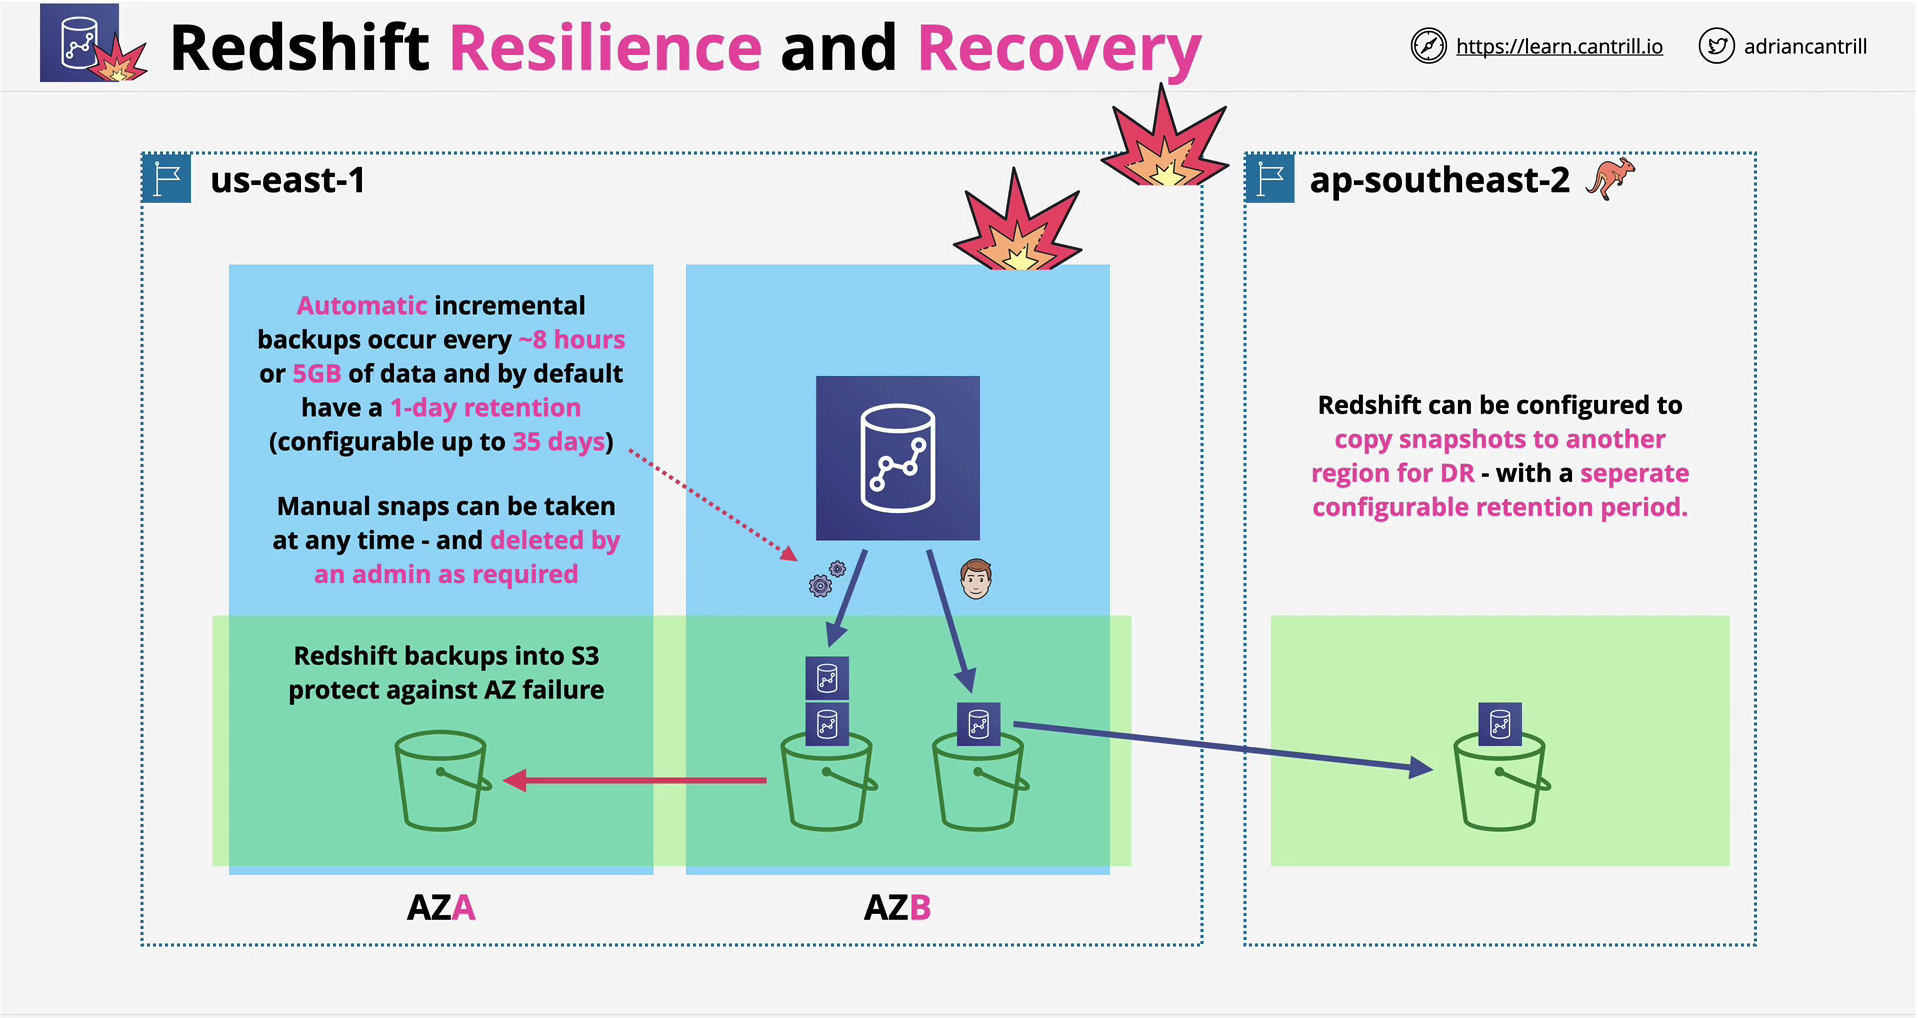 Redshift Resilience and Recovery
https://learn.cantrill.io
adriancantrill
us-east-1
Automatic incremental
backups occur every ~8 hours
or 5GB of data and by default
have a 1-day retention
(configurable up to 35 days)
Manual snaps can be taken
at any time - and deleted by
an admin as required
Redshift backups into S3
protect against AZ failure
AZA
AZB
ap-southeast-2
Redshift can be configured to
copy snapshots to another
region for DR - with a seperate
configurable retention period.